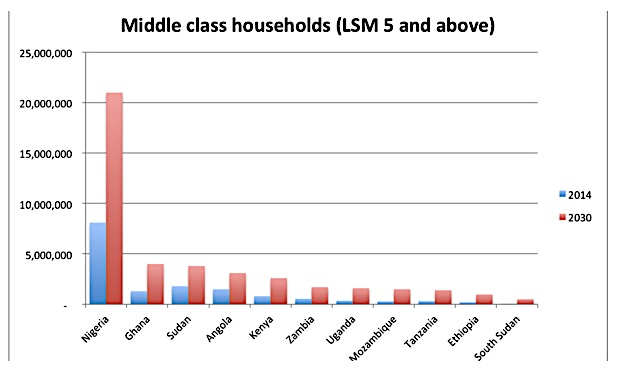 Middle class households (LSM 5 and above)
25,000,000
20,000,000
15,000,000
10,000,000
5,000,000
-
Nigeria
Ghana
Sudan
Angola
Kenya
Zambia
Uganda
Mozambique
Tanzania
Ethiopia
South Sudan
2014
2030